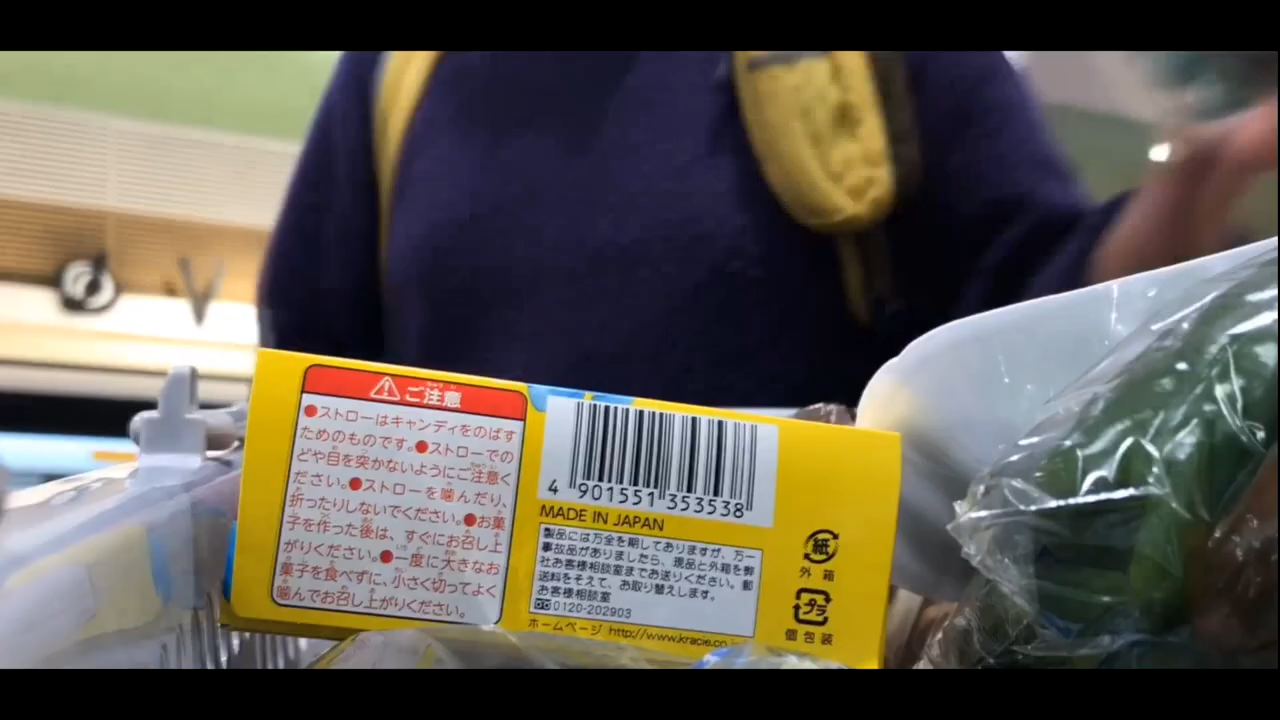 ご注意
●ストローはキャンディをのばす
ためのものです。●ストローでの
どや目を突かないようにご注意く
ださい。●ストローを噛んだり、
折ったりしないでください。●お菓
子を作った後は、すぐにお召し上
がりください。●一度に大きなお
菓子を食べずに、小さく切ってよく
噛んでお召し上がりください。
4 901551 353538
MADE IN JAPAN
製品には万全を期しておりますが、万一
事故品がありましたら、現品と外箱を弊
社お客様相談室までお送りください。郵
送料をそえて、お取り替えします。
お客様相談室
0120-202903
ホームページ http://www.kracie.co
紙
外箱
プラ
個包装